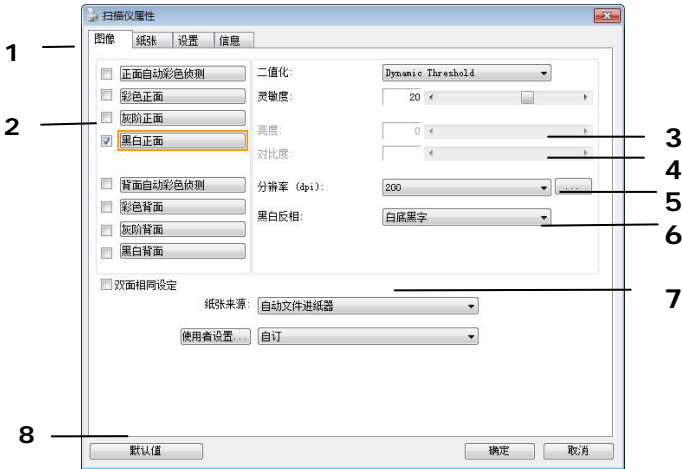 扫描仪属性
图像 纸张 设置 信息
1
正面自动彩色侦测 二值化: Dynamic Threshold
彩色正面 灵敏度: 20
2 灰阶正面
黑白正面 亮度: 0 3
对比度: 4
背面自动彩色侦测 分辨率 (dpi): 200 ... 5
彩色背面 黑白反相: 白底黑字 6
灰阶背面
黑白背面
双面相同设定 7
纸张来源: 自动文件进纸器
使用者设置... 自订
8
默认值 确定 取消